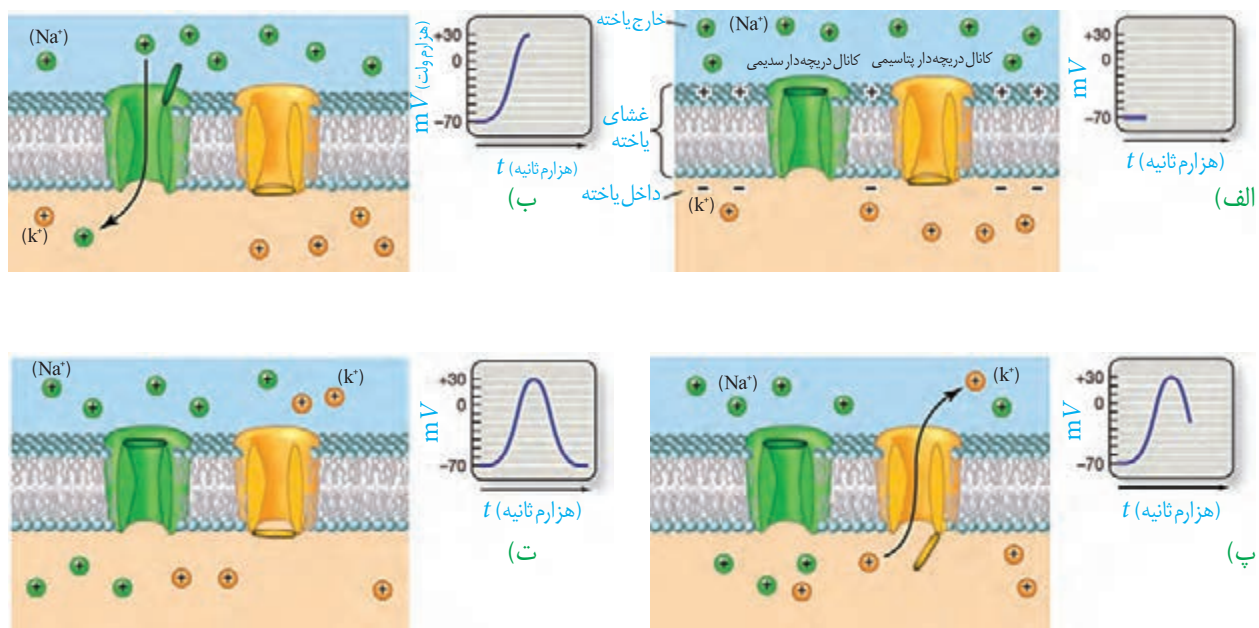 خارج یاخته
(Na⁺)
کانال دریچه‌دار سدیمی
کانال دریچه‌دار پتاسیمی
غشای
یاخته
داخل یاخته
(k⁺)
mV
+30
0
−70
t (هزارم ثانیه)
الف)
(Na⁺)
(k⁺)
mV (هزارم ولت)
+30
0
−70
t (هزارم ثانیه)
ب)
(Na⁺)
(k⁺)
mV
+30
0
−70
t (هزارم ثانیه)
پ)
(Na⁺)
(k⁺)
mV
+30
0
−70
t (هزارم ثانیه)
ت)